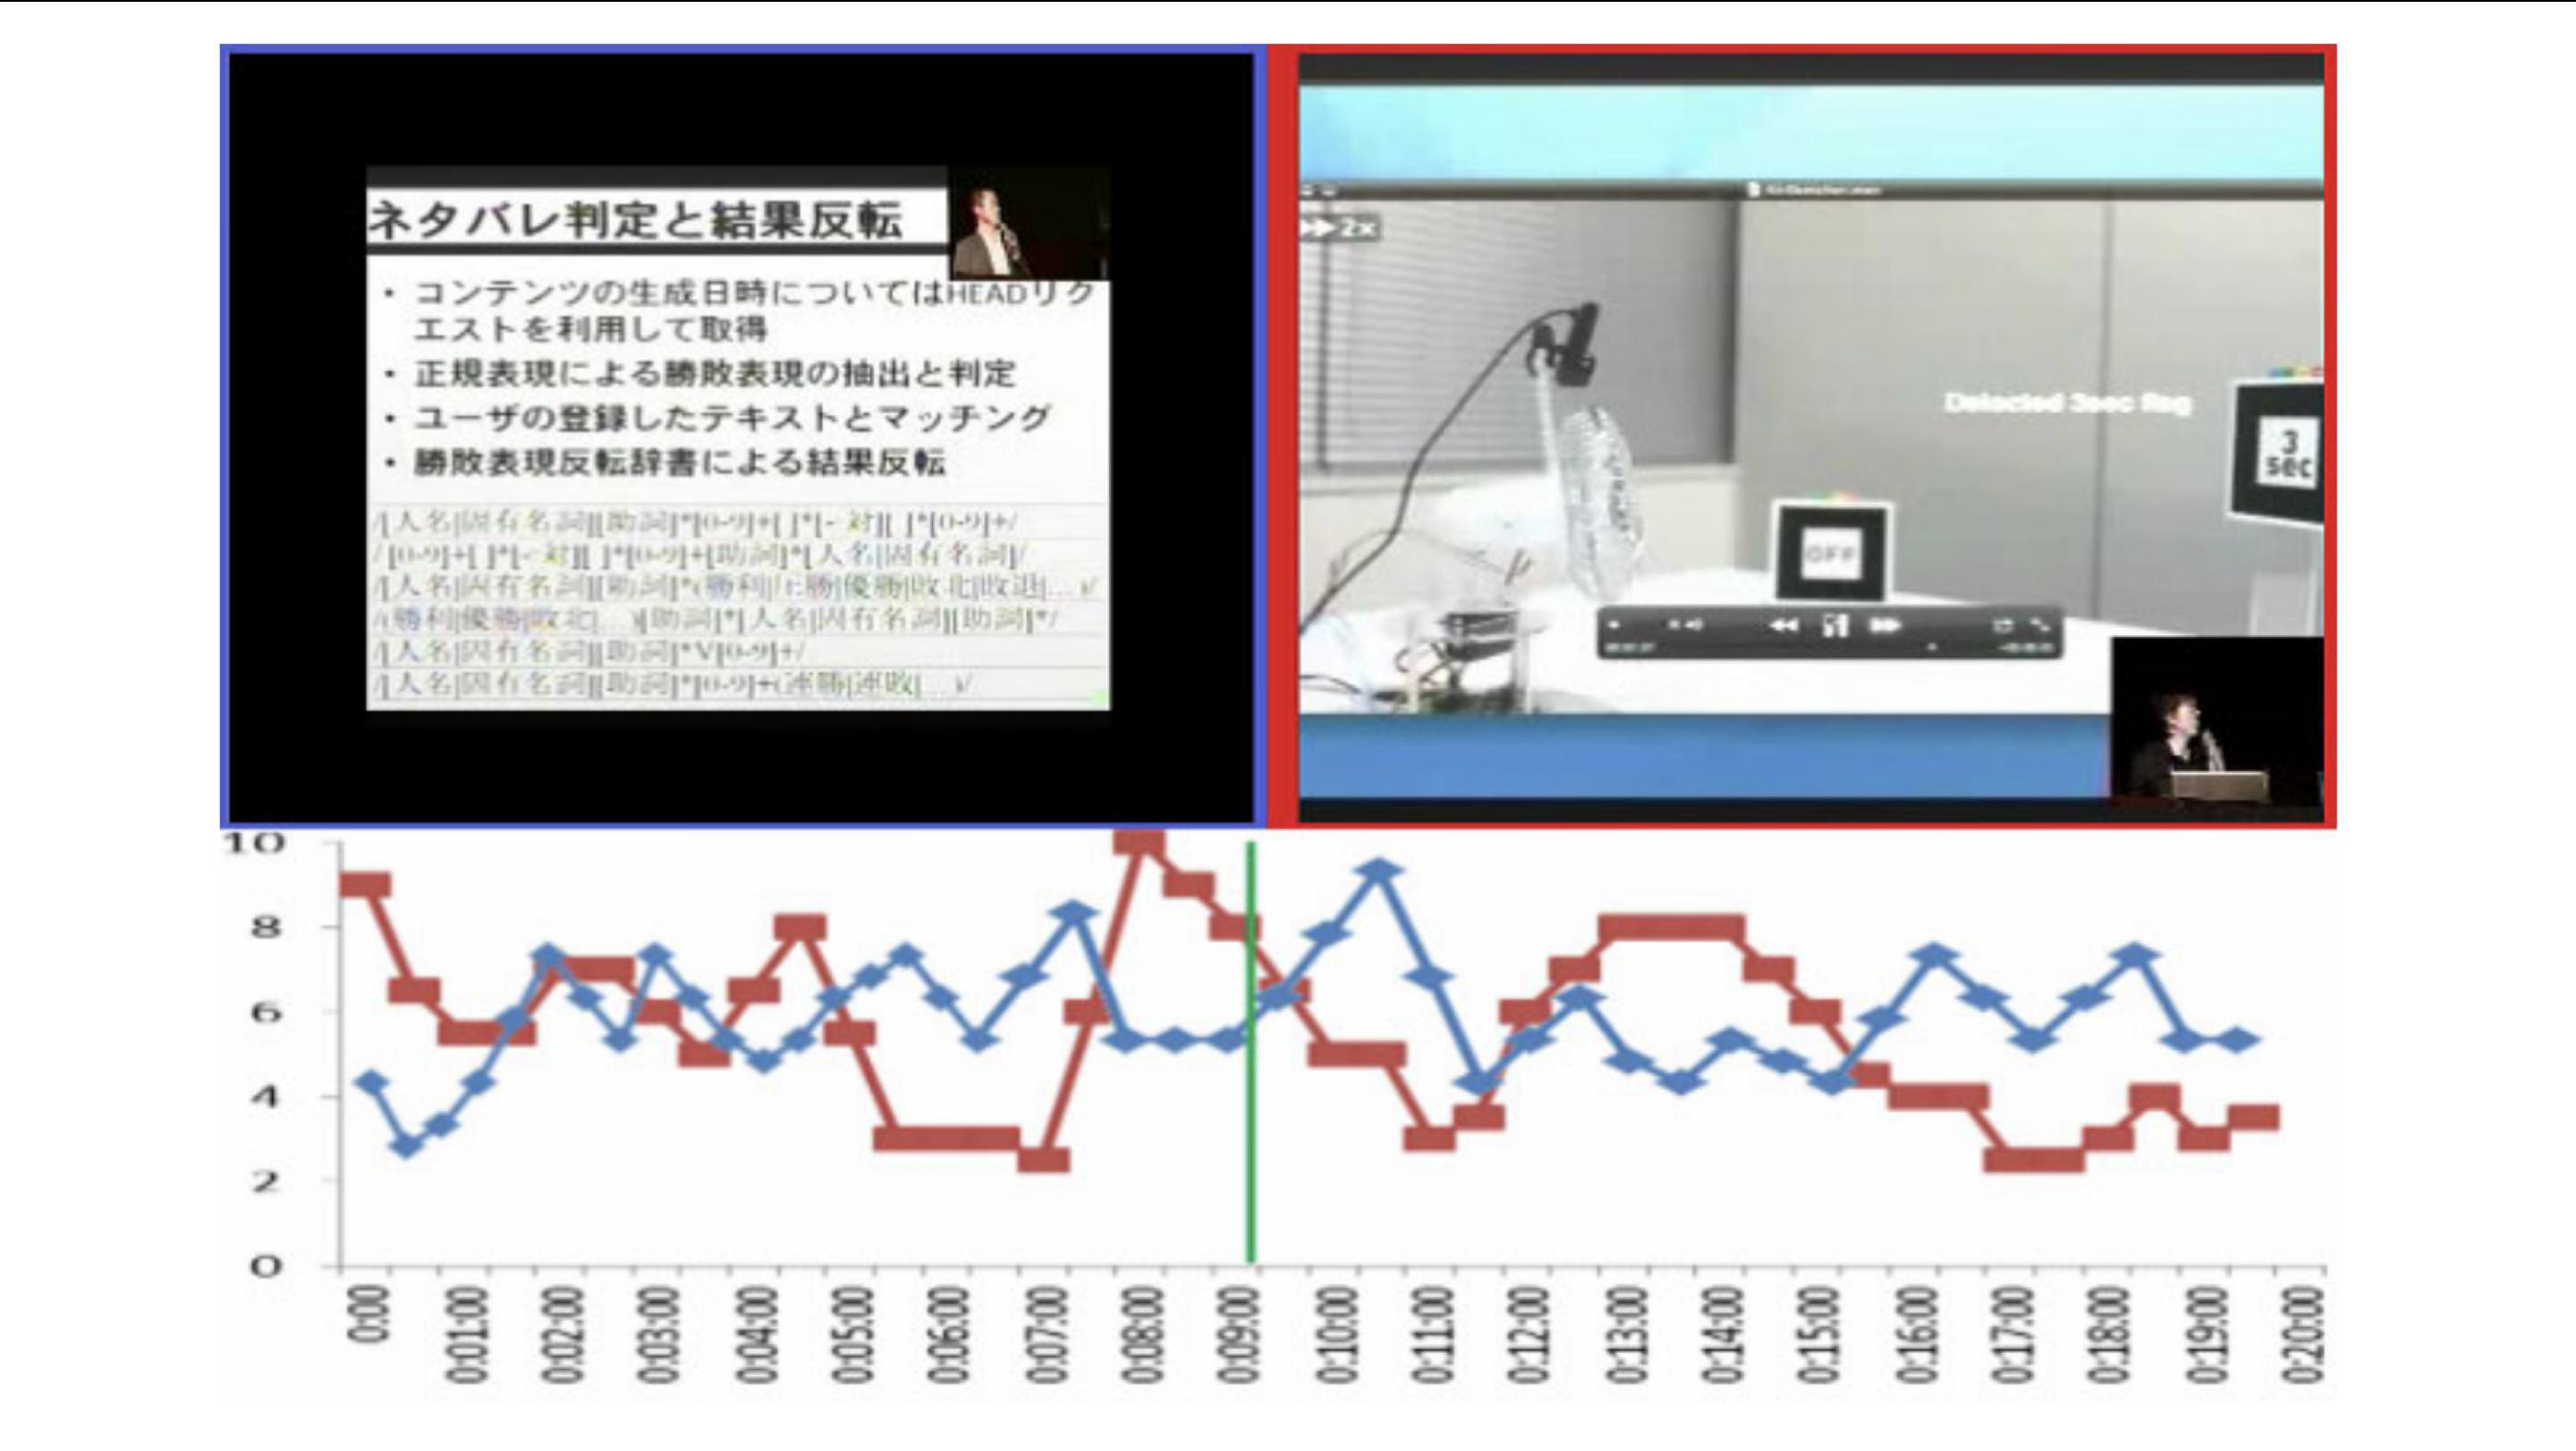 ネタバレ判定と結果反転
• コンテンツの生成日時についてはHEADリク
エストを利用して取得
• 正規表現による勝敗表現の抽出と判定
• ユーザの登録したテキストとマッチング
• 勝敗表現反転辞書による結果反転
/[人名|固有名詞][助詞]*[0-9]+[ ]*[- 対][ ]*[0-9]+/
/[0-9]+[ ]*[- 対][ ]*[0-9]+[助詞]*[人名|固有名詞]/
/[人名|固有名詞][助詞]*(勝利|圧勝|優勝|敗北|敗退|…)/
/(勝利|優勝|敗北|…)[助詞]*[人名|固有名詞][助詞]*/
/[人名|固有名詞][助詞]*V[0-9]+/
/[人名|固有名詞][助詞]*[0-9]+(連勝|連敗|…)/
2x
Detected 3sec flag
3
sec
OFF
10
8
6
4
2
0
0:00
0:01:00
0:02:00
0:03:00
0:04:00
0:05:00
0:06:00
0:07:00
0:08:00
0:09:00
0:10:00
0:11:00
0:12:00
0:13:00
0:14:00
0:15:00
0:16:00
0:17:00
0:18:00
0:19:00
0:20:00